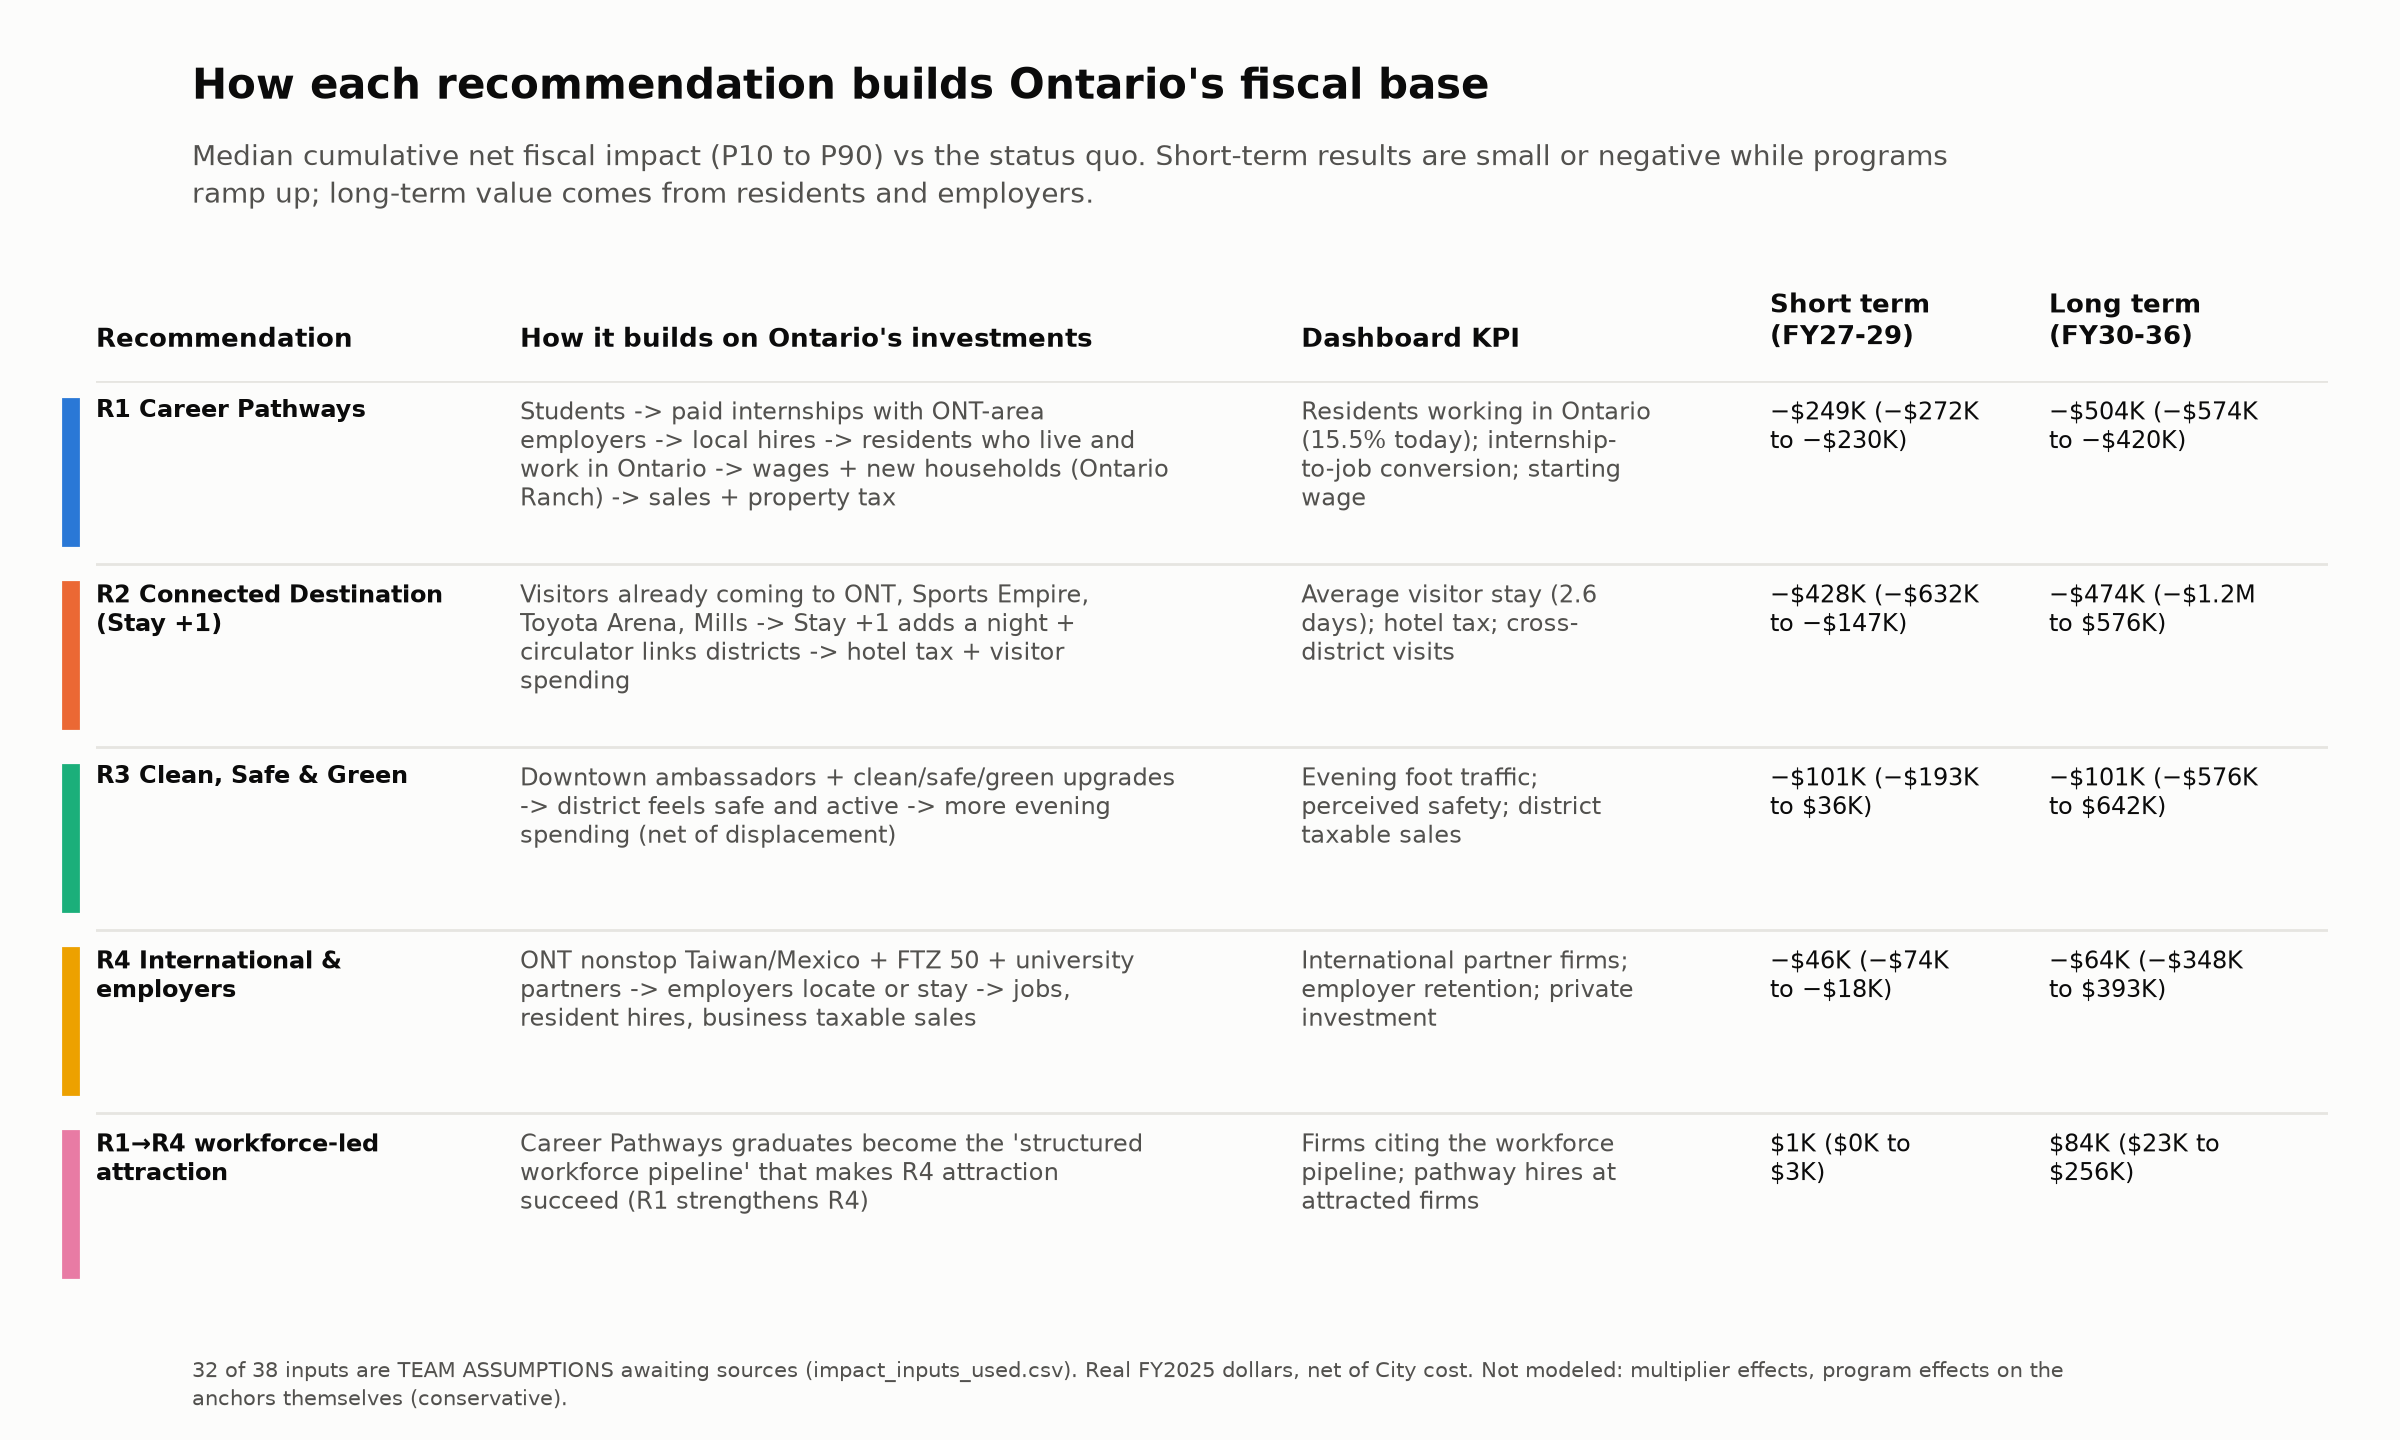 How each recommendation builds Ontario's fiscal base
Median cumulative net fiscal impact (P10 to P90) vs the status quo. Short-term results are small or negative while programs
ramp up; long-term value comes from residents and employers.
Recommendation
How it builds on Ontario's investments
Dashboard KPI
Short term
(FY27-29)
Long term
(FY30-36)
R1 Career Pathways
Students -> paid internships with ONT-area
employers -> local hires -> residents who live and
work in Ontario -> wages + new households (Ontario
Ranch) -> sales + property tax
Residents working in Ontario
(15.5% today); internship-
to-job conversion; starting
wage
−$249K (−$272K
to −$230K)
−$504K (−$574K
to −$420K)
R2 Connected Destination
(Stay +1)
Visitors already coming to ONT, Sports Empire,
Toyota Arena, Mills -> Stay +1 adds a night +
circulator links districts -> hotel tax + visitor
spending
Average visitor stay (2.6
days); hotel tax; cross-
district visits
−$428K (−$632K
to −$147K)
−$474K (−$1.2M
to $576K)
R3 Clean, Safe & Green
Downtown ambassadors + clean/safe/green upgrades
-> district feels safe and active -> more evening
spending (net of displacement)
Evening foot traffic;
perceived safety; district
taxable sales
−$101K (−$193K
to $36K)
−$101K (−$576K
to $642K)
R4 International &
employers
ONT nonstop Taiwan/Mexico + FTZ 50 + university
partners -> employers locate or stay -> jobs,
resident hires, business taxable sales
International partner firms;
employer retention; private
investment
−$46K (−$74K
to −$18K)
−$64K (−$348K
to $393K)
R1→R4 workforce-led
attraction
Career Pathways graduates become the 'structured
workforce pipeline' that makes R4 attraction
succeed (R1 strengthens R4)
Firms citing the workforce
pipeline; pathway hires at
attracted firms
$1K ($0K to
$3K)
$84K ($23K to
$256K)
32 of 38 inputs are TEAM ASSUMPTIONS awaiting sources (impact_inputs_used.csv). Real FY2025 dollars, net of City cost. Not modeled: multiplier effects, program effects on the
anchors themselves (conservative).